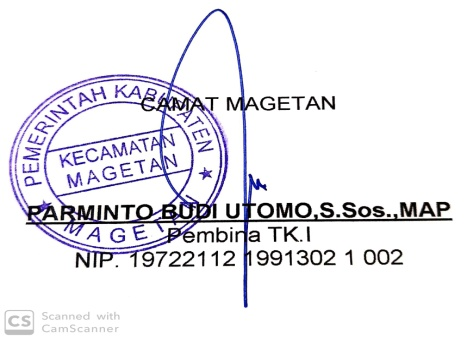 CAMAT MAGETAN
PEMERINTAH KABUPATEN
KECAMATAN
MAGETAN
MAGETAN
PARMINTO BUDI UTOMO,S.Sos.,MAP
Pembina TK.I
NIP. 19722112 1991302 1 002
CS Scanned with
CamScanner